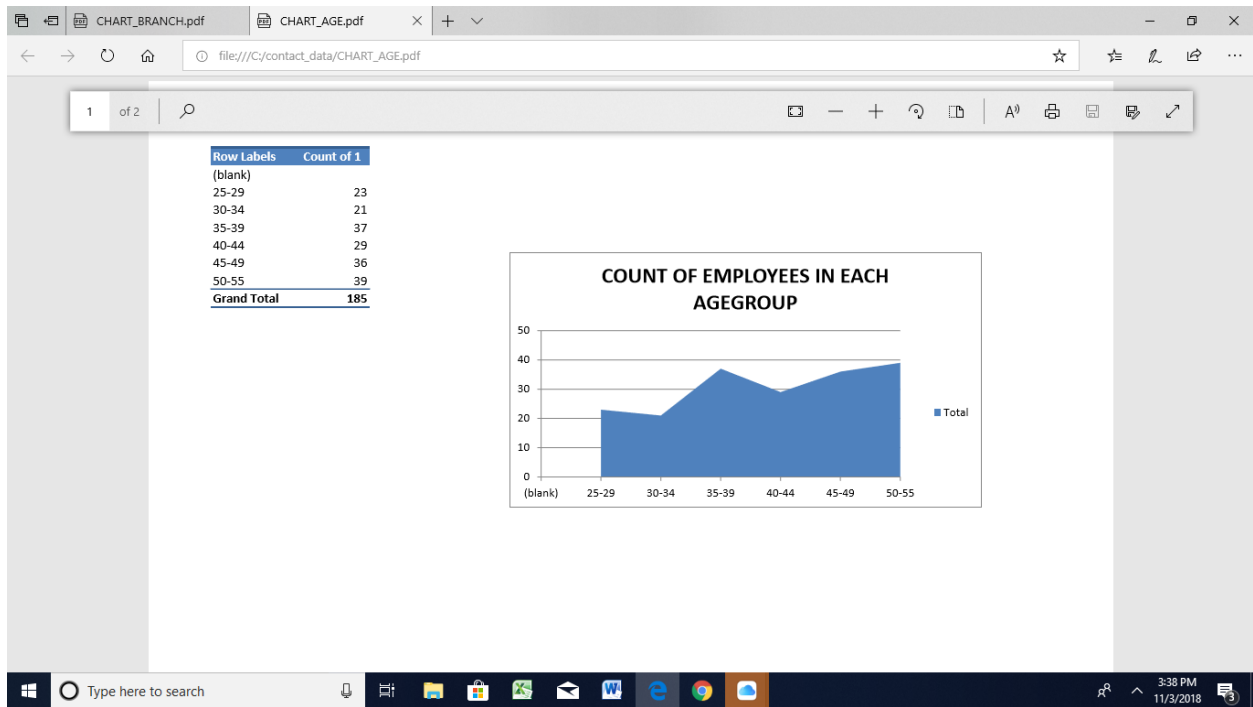 CHART_BRANCH.pdf
CHART_AGE.pdf
file:///C:/contact_data/CHART_AGE.pdf
1 of 2
Row Labels Count of 1
(blank)
25-29 23
30-34 21
35-39 37
40-44 29
45-49 36
50-55 39
Grand Total 185
COUNT OF EMPLOYEES IN EACH
AGEGROUP
50
40
30
20
10
0
Total
(blank) 25-29 30-34 35-39 40-44 45-49 50-55
Type here to search
3:38 PM
11/3/2018
3